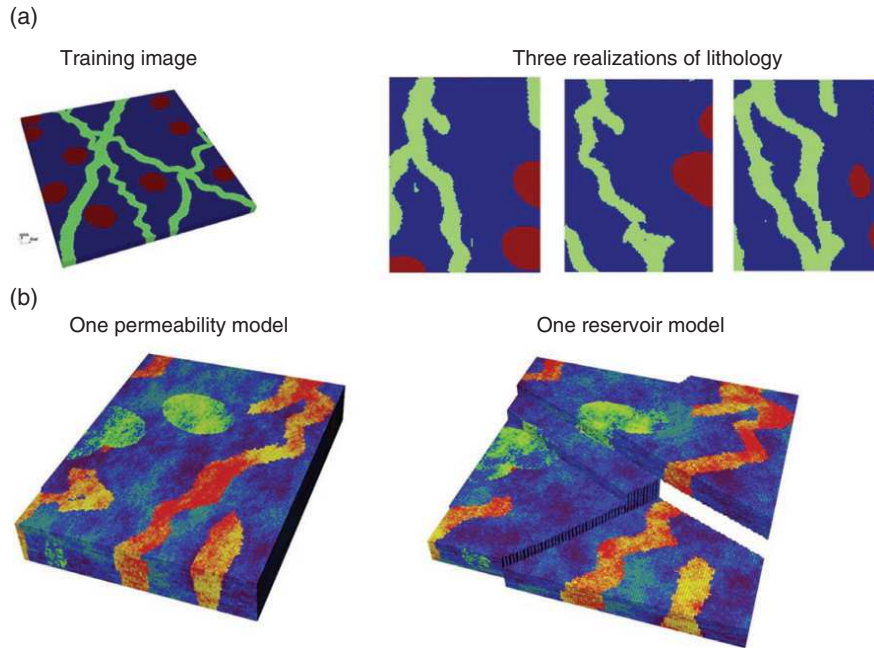 (a)
Training image
Three realizations of lithology
(b)
One permeability model
One reservoir model